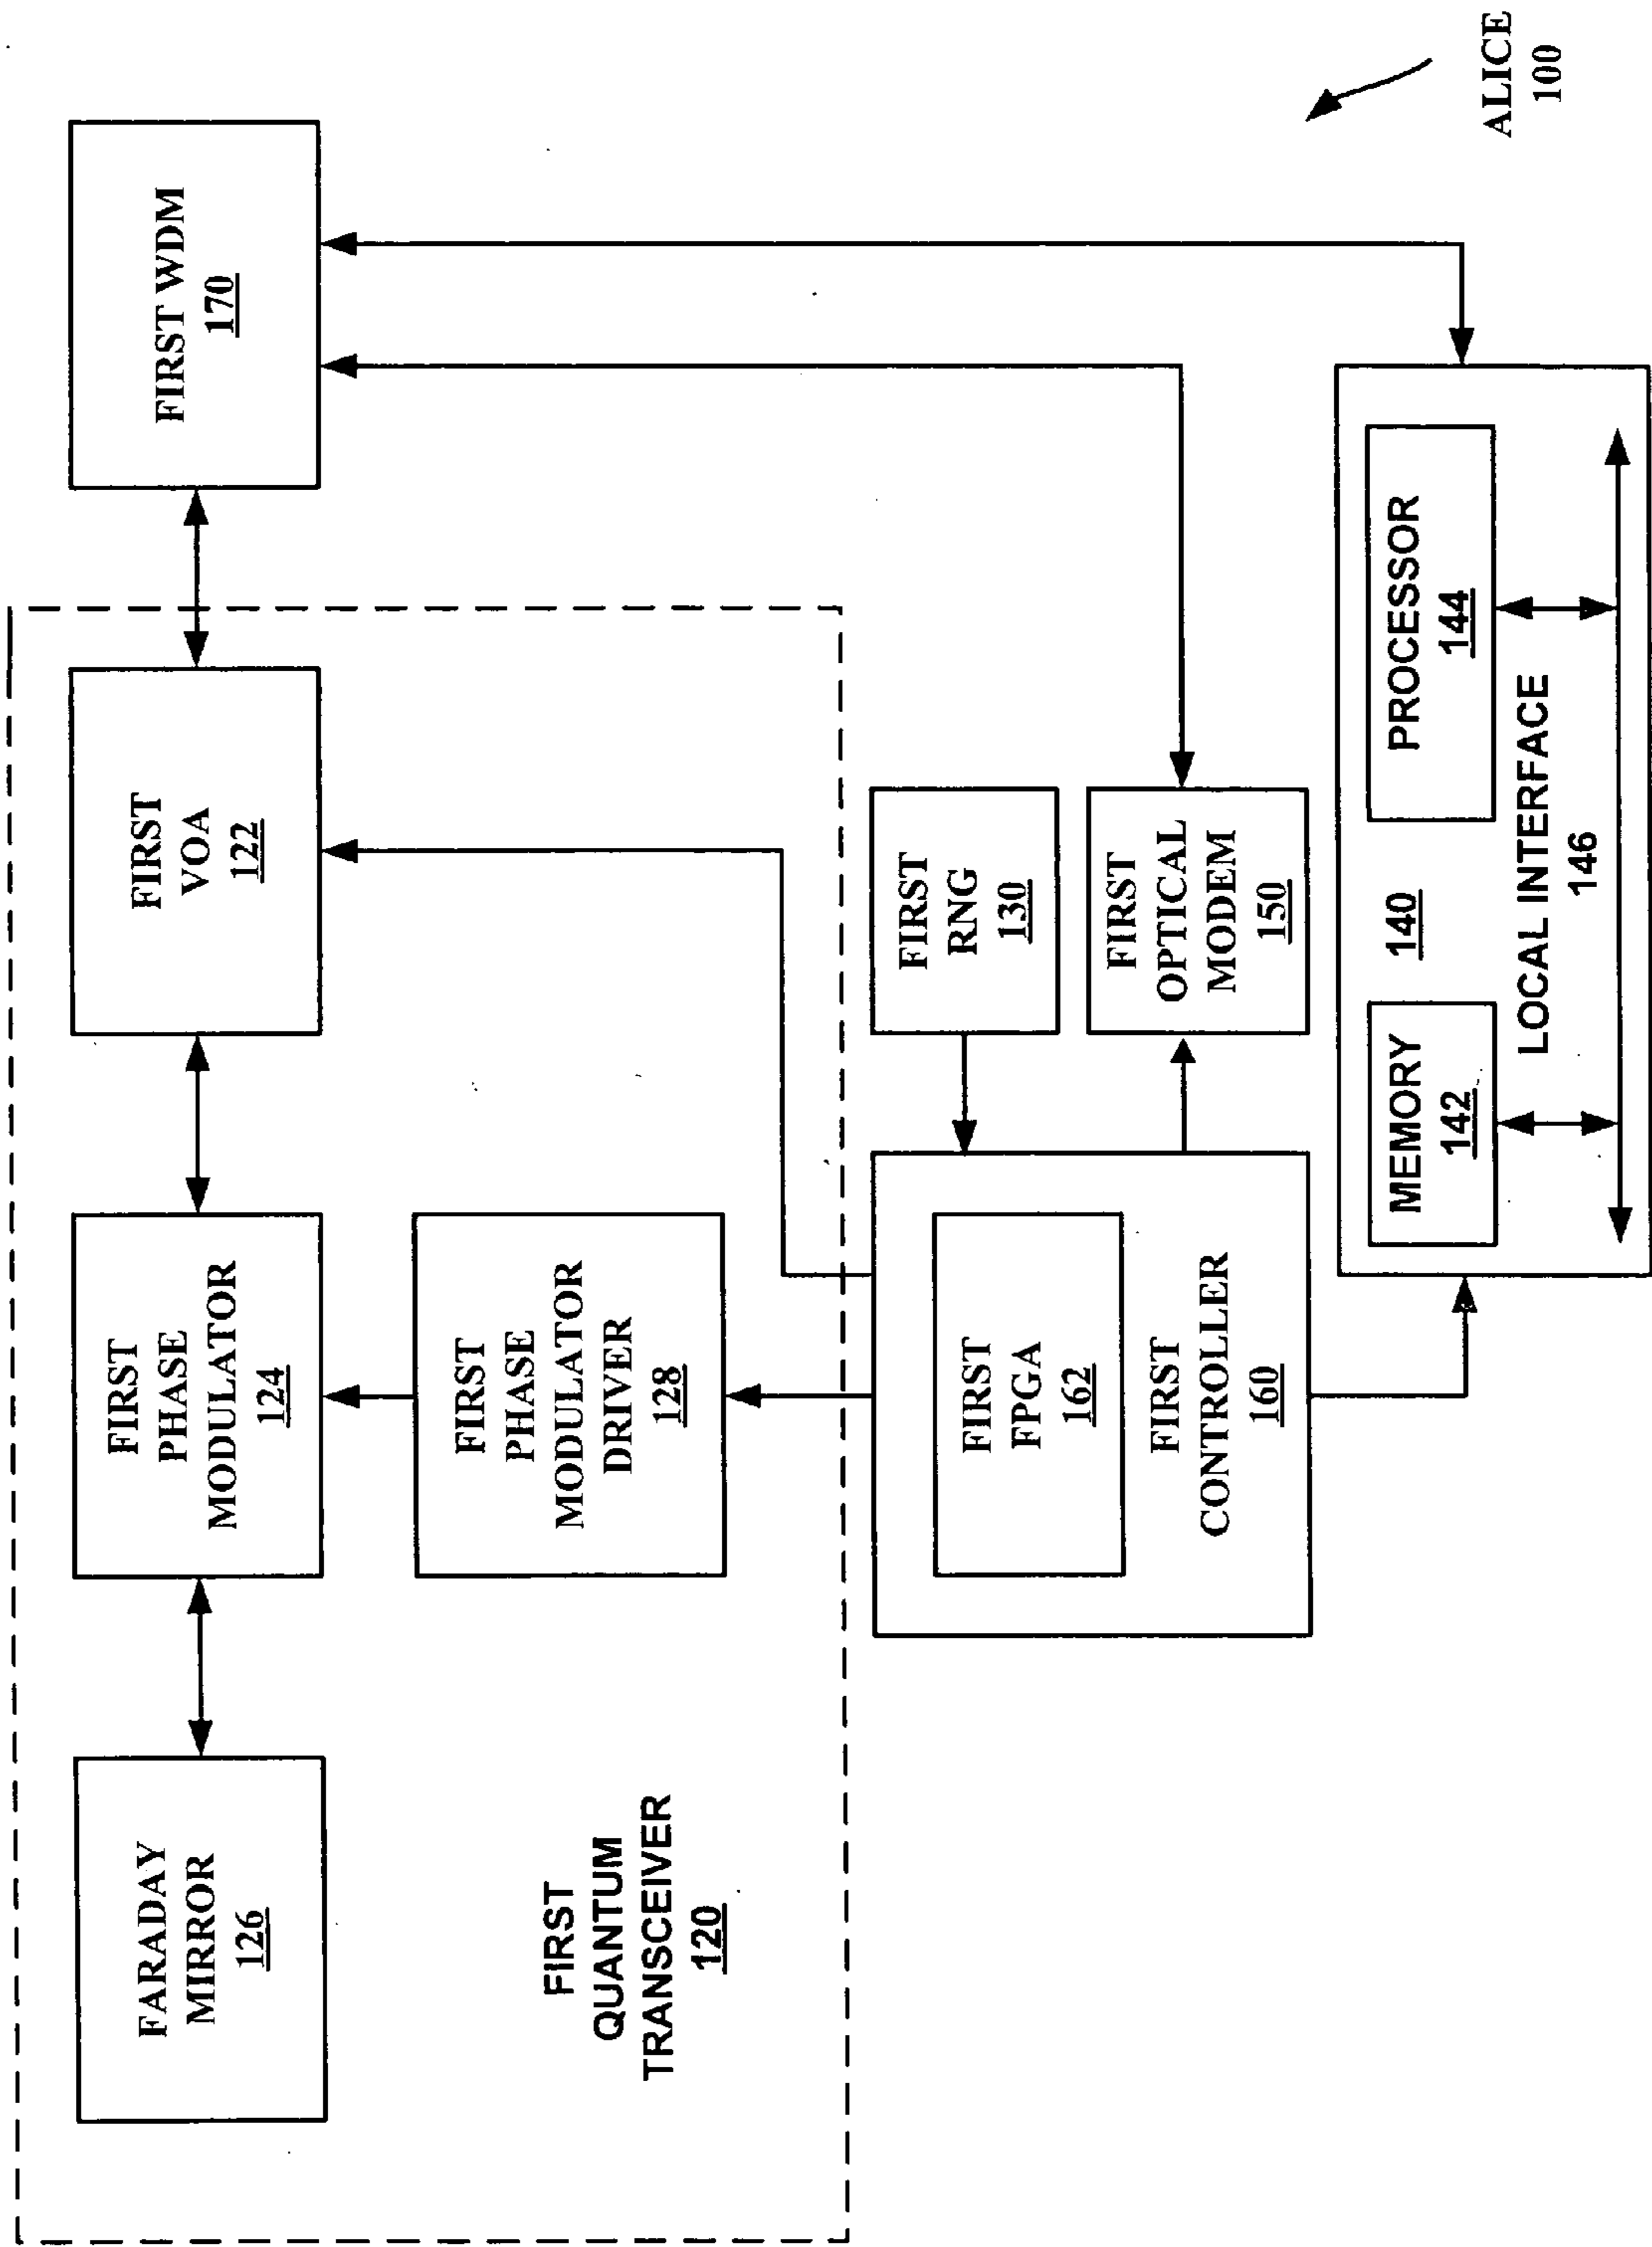 FARADAY
MIRROR
126
FIRST
PHASE
MODULATOR
124
FIRST
VOA
122
FIRST WDM
170
FIRST
QUANTUM
TRANSCEIVER
120
FIRST
PHASE
MODULATOR
DRIVER
128
FIRST
FPGA
162
FIRST
CONTROLLER
160
FIRST
RNG
130
FIRST
OPTICAL
MODEM
150
MEMORY
142
140
PROCESSOR
144
LOCAL INTERFACE
146
ALICE
100